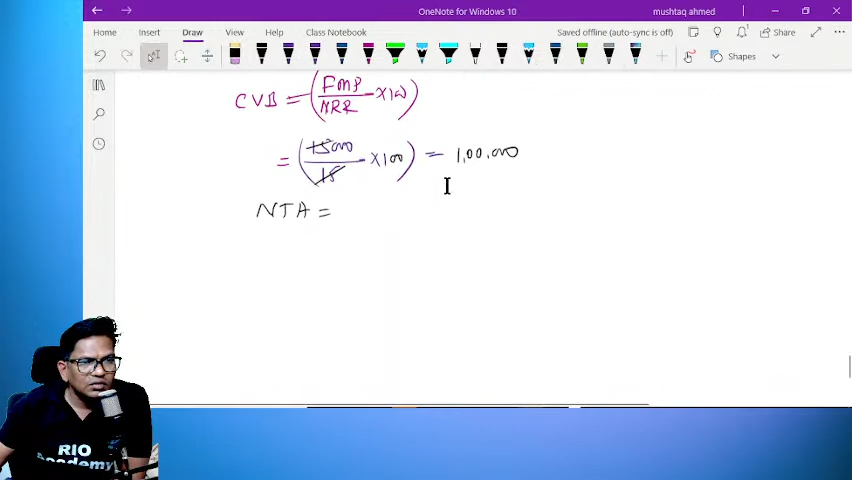 OneNote for Windows 10
mushtaq ahmed
Home Insert Draw View Help Class Notebook
Saved offline (auto-sync is off)
Share
Shapes
CVB = (FMP/NRR × 100)
= (15000/15 × 100) = 1,00,000
NTA =
RIO
Academy